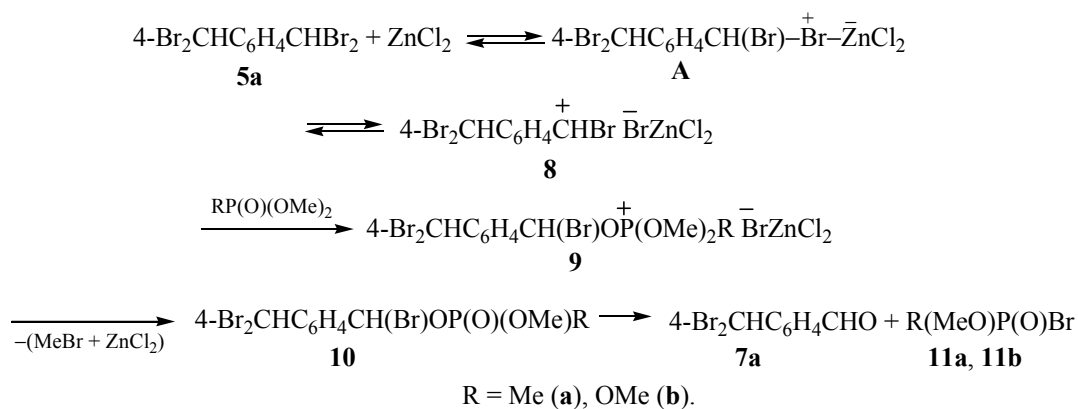 4-Br₂CHC₆H₄CHBr₂ + ZnCl₂ ⇌ 4-Br₂CHC₆H₄CH(Br)–B⁺r–Z⁻nCl₂
5a A
⇌ 4-Br₂CHC₆H₄C⁺HBr B⁻rZnCl₂
8
RP(O)(OMe)₂
⟶ 4-Br₂CHC₆H₄CH(Br)OP⁺(OMe)₂R B⁻rZnCl₂
9
⟶ 4-Br₂CHC₆H₄CH(Br)OP(O)(OMe)R ⟶ 4-Br₂CHC₆H₄CHO + R(MeO)P(O)Br
–(MeBr + ZnCl₂)
10 7a 11a, 11b
R = Me (a), OMe (b).